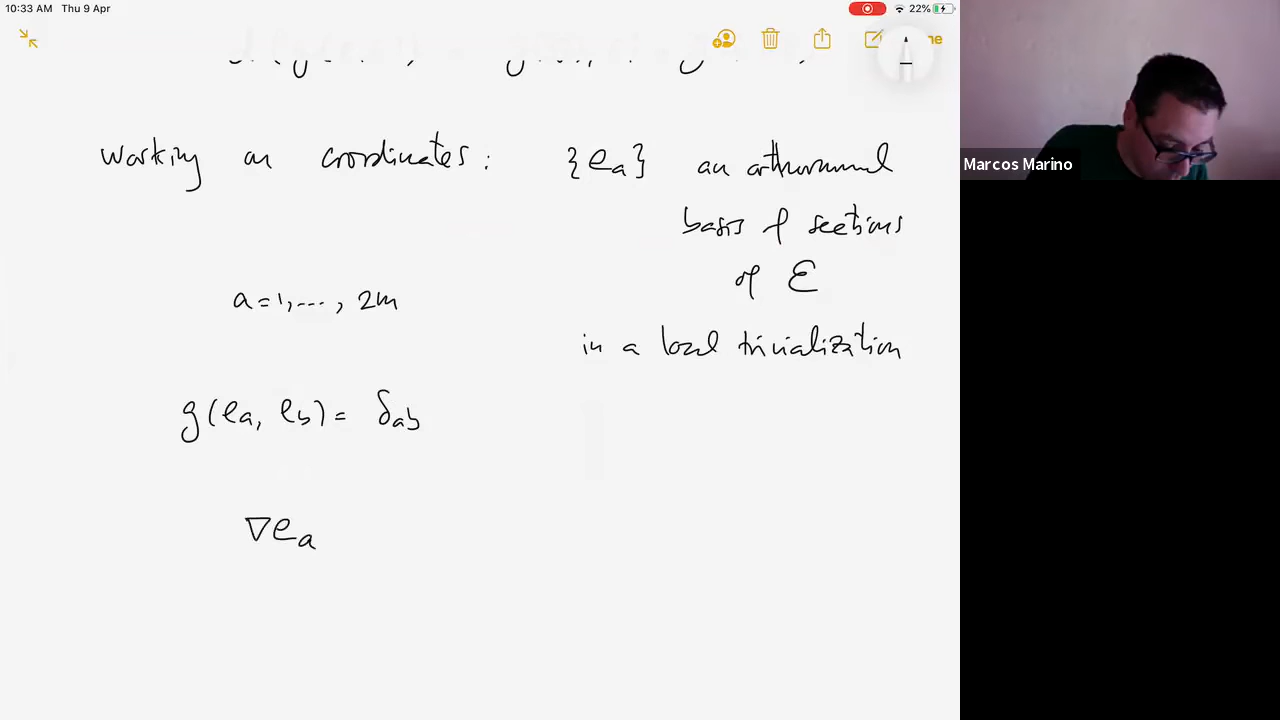 10:33 AM Thu 9 Apr 22%
working on coordinates: {e_a} an orthonormal
Marcos Marino
basis of sections
of ℰ
a = 1, ..., 2m
in a local trivialization
g(e_a, e_b) = δ_ab
∇e_a